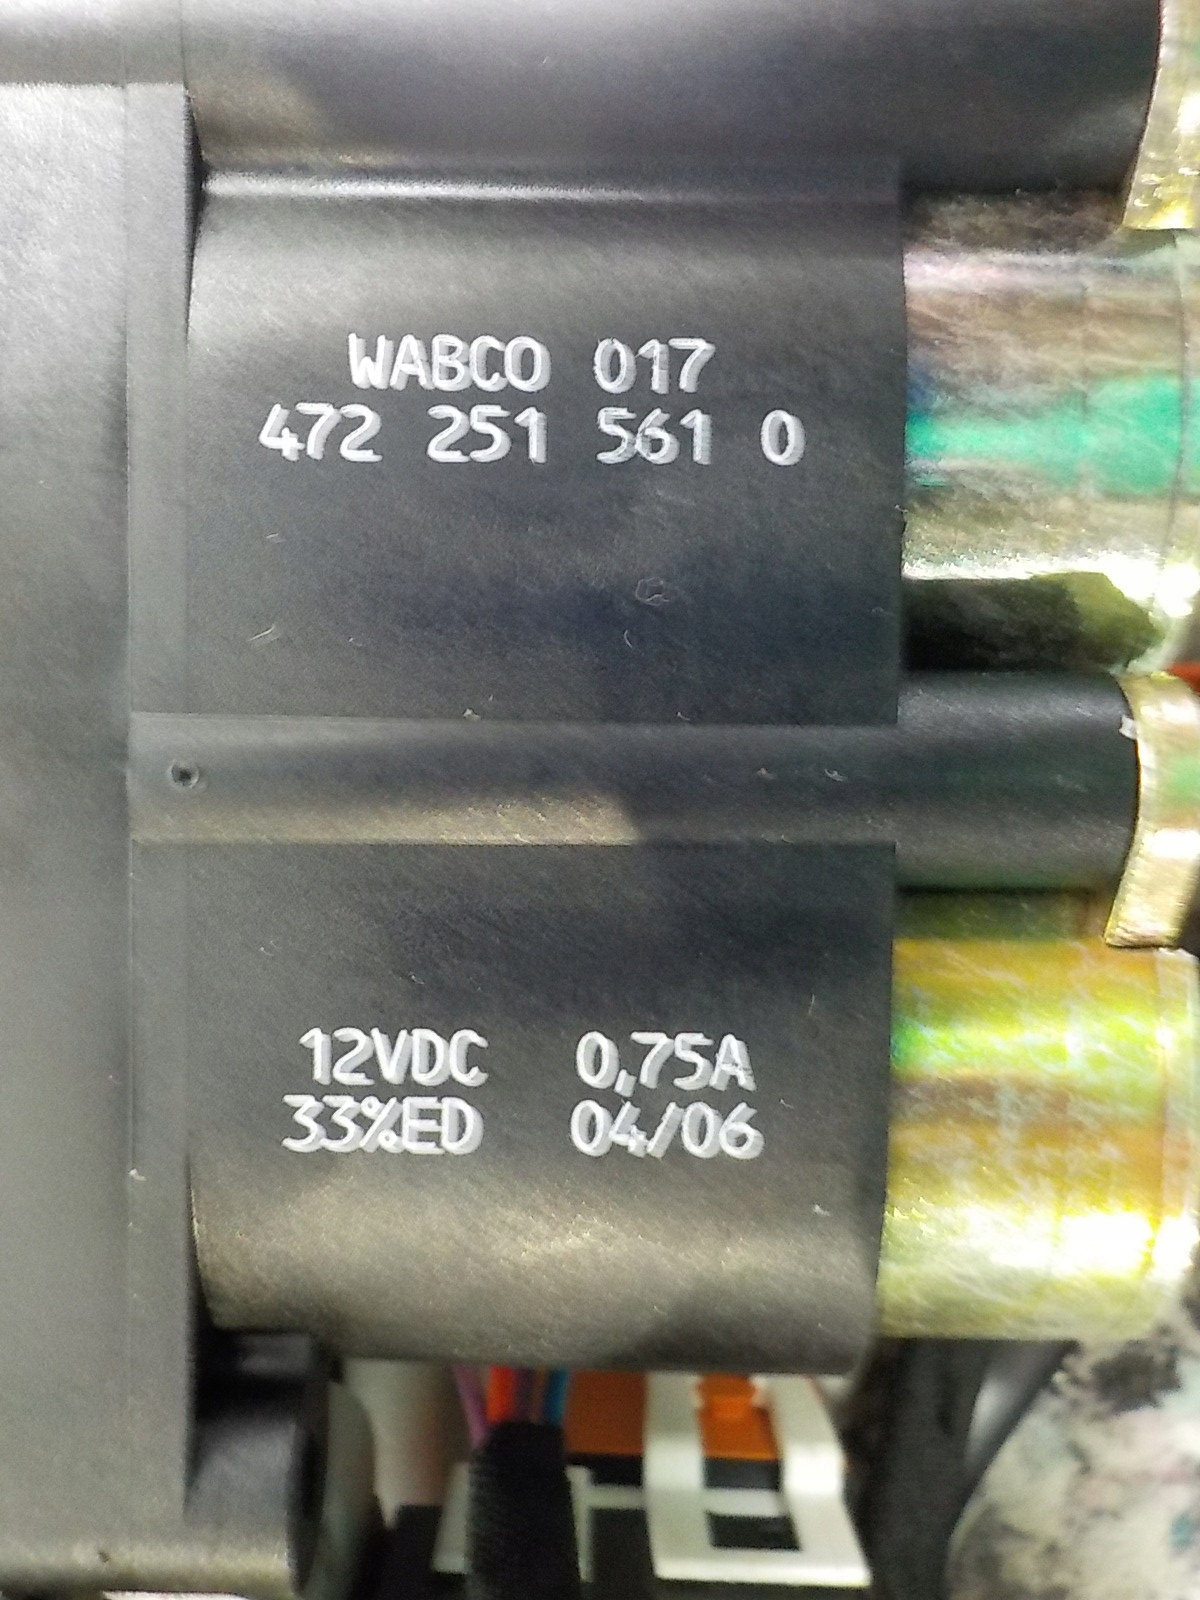 WABCO 017
472 251 561 0
12VDC 0,75A
33%ED 04/06